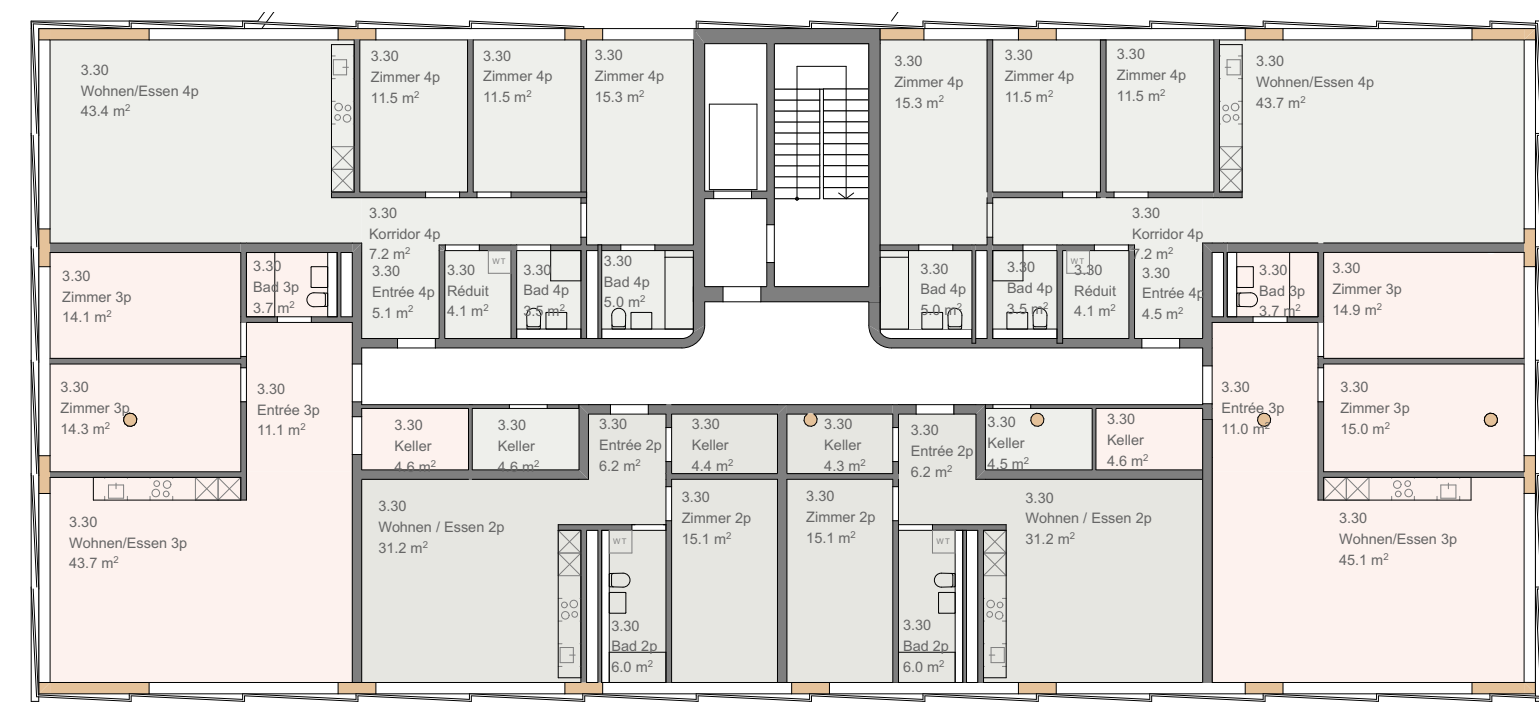 3.30
Wohnen/Essen 4p
43.4 m²
3.30
Zimmer 4p
11.5 m²
3.30
Zimmer 4p
11.5 m²
3.30
Zimmer 4p
15.3 m²
3.30
Zimmer 4p
15.3 m²
3.30
Zimmer 4p
11.5 m²
3.30
Zimmer 4p
11.5 m²
3.30
Wohnen/Essen 4p
43.7 m²
3.30
Korridor 4p
7.2 m²
3.30
Korridor 4p
7.2 m²
3.30
Zimmer 3p
14.1 m²
3.30
Bad 3p
3.7 m²
3.30
Entrée 4p
5.1 m²
3.30
Réduit
4.1 m²
WT
3.30
Bad 4p
3.5 m²
3.30
Bad 4p
5.0 m²
3.30
Bad 4p
5.0 m²
3.30
Bad 4p
3.5 m²
WT
3.30
Réduit
4.1 m²
3.30
Entrée 4p
4.5 m²
3.30
Bad 3p
3.7 m²
3.30
Zimmer 3p
14.9 m²
3.30
Zimmer 3p
14.3 m²
3.30
Entrée 3p
11.1 m²
3.30
Keller
4.6 m²
3.30
Keller
4.6 m²
3.30
Entrée 2p
6.2 m²
3.30
Keller
4.4 m²
3.30
Keller
4.3 m²
3.30
Entrée 2p
6.2 m²
3.30
Keller
4.5 m²
3.30
Keller
4.6 m²
3.30
Entrée 3p
11.0 m²
3.30
Zimmer 3p
15.0 m²
3.30
Wohnen/Essen 3p
43.7 m²
3.30
Wohnen / Essen 2p
31.2 m²
WT
3.30
Bad 2p
6.0 m²
3.30
Zimmer 2p
15.1 m²
3.30
Zimmer 2p
15.1 m²
WT
3.30
Bad 2p
6.0 m²
3.30
Wohnen / Essen 2p
31.2 m²
3.30
Wohnen/Essen 3p
45.1 m²